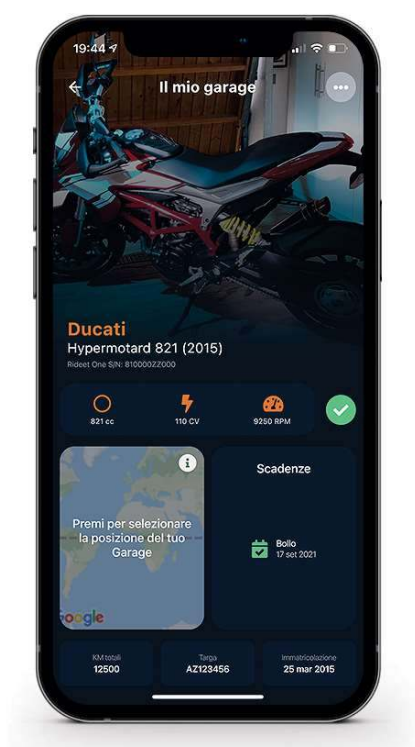 19:44
Il mio garage
Ducati
Hypermotard 821 (2015)
Rideet One S/N: 810000ZZ000
821 cc
110 CV
9250 RPM
Premi per selezionare
la posizione del tuo
Garage
Google
Scadenze
Bollo
17 set 2021
KM totali
12500
Targa
AZ123456
Immatricolazione
25 mar 2015